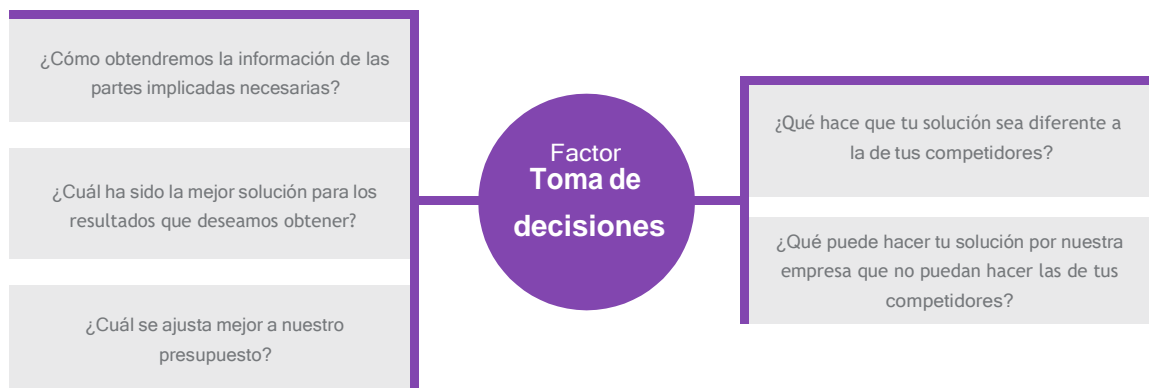 ¿Cómo obtendremos la información de las
partes implicadas necesarias?
¿Cuál ha sido la mejor solución para los
resultados que deseamos obtener?
¿Cuál se ajusta mejor a nuestro
presupuesto?
Factor
Toma de
decisiones
¿Qué hace que tu solución sea diferente a
la de tus competidores?
¿Qué puede hacer tu solución por nuestra
empresa que no puedan hacer las de tus
competidores?